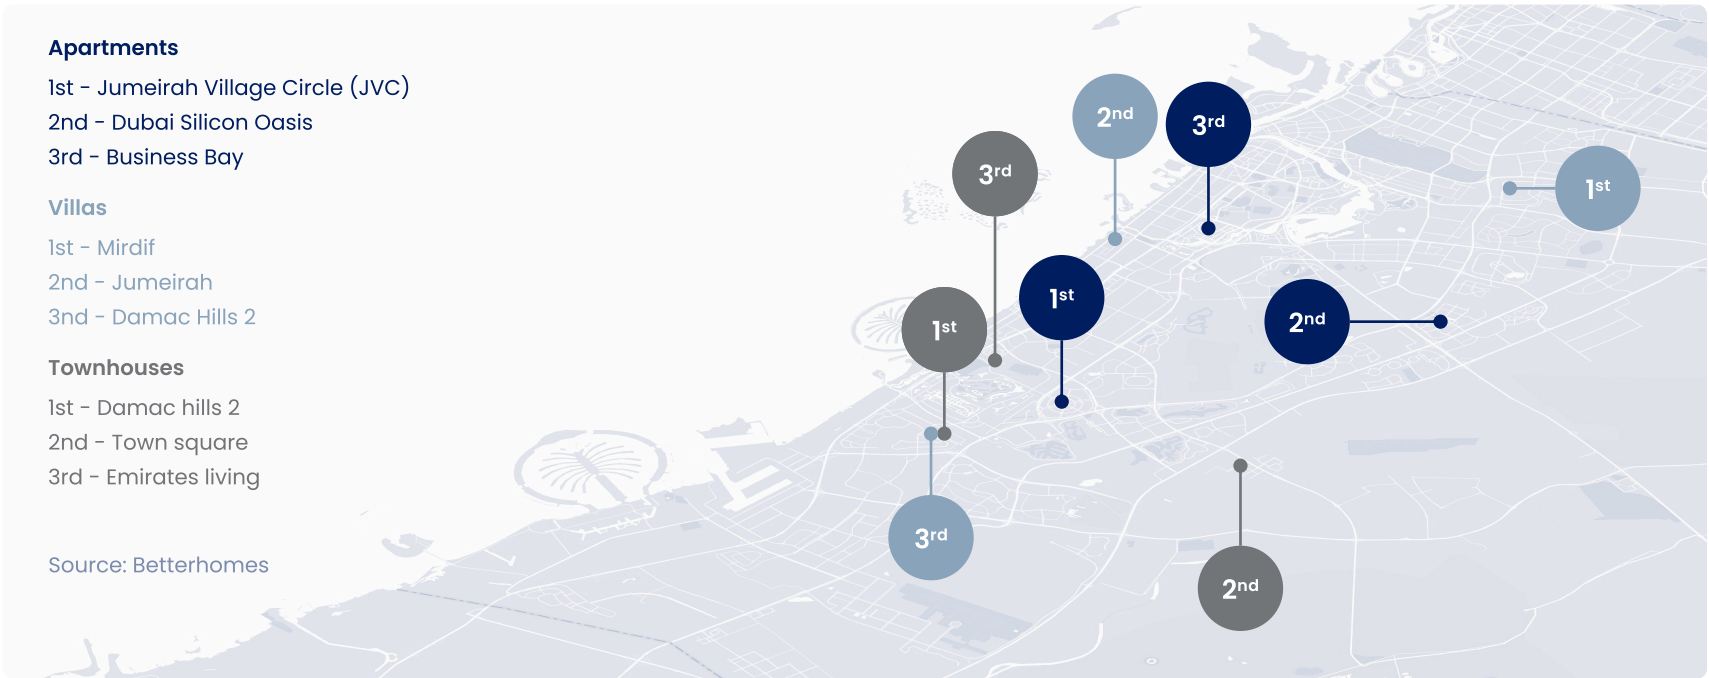 Apartments
1st - Jumeirah Village Circle (JVC)
2nd - Dubai Silicon Oasis
3rd - Business Bay
Villas
1st - Mirdif
2nd - Jumeirah
3nd - Damac Hills 2
Townhouses
1st - Damac hills 2
2nd - Town square
3rd - Emirates living
Source: Betterhomes
2nd
3rd
3rd
1st
1st
2nd
1st
3rd
2nd